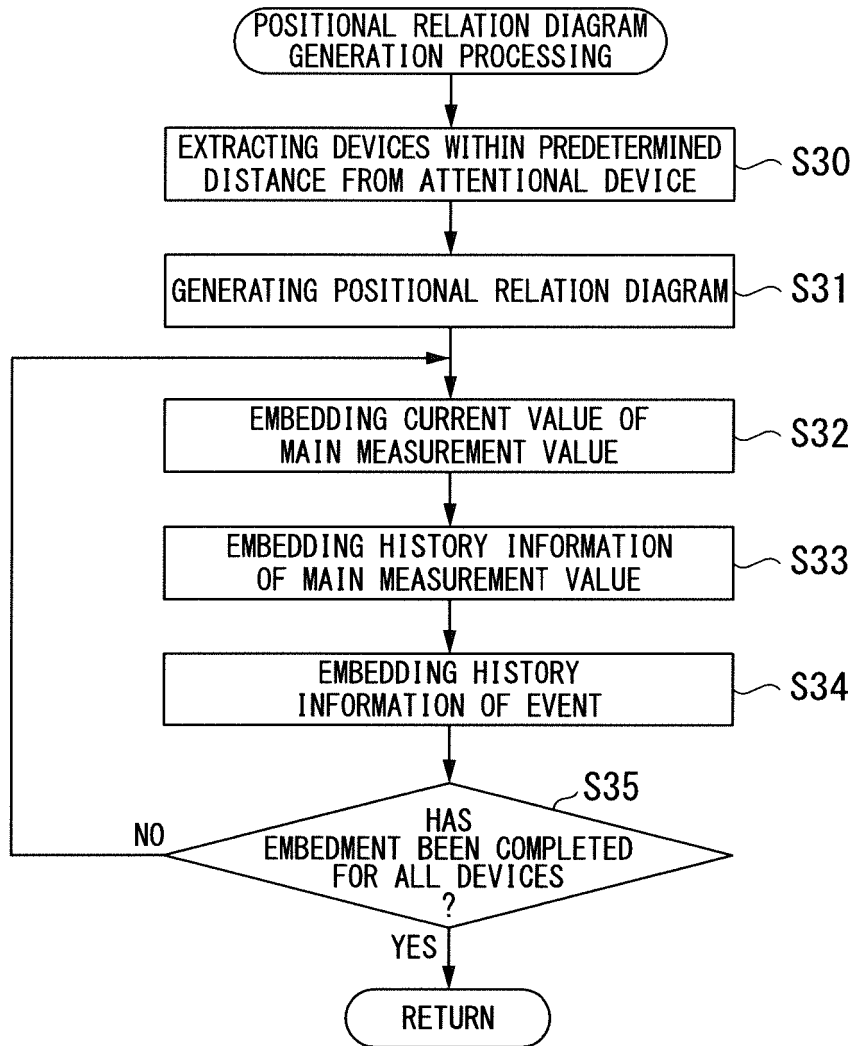 POSITIONAL RELATION DIAGRAM
GENERATION PROCESSING
EXTRACTING DEVICES WITHIN PREDETERMINED
DISTANCE FROM ATTENTIONAL DEVICE
S30
GENERATING POSITIONAL RELATION DIAGRAM
S31
EMBEDDING CURRENT VALUE OF
MAIN MEASUREMENT VALUE
S32
EMBEDDING HISTORY INFORMATION
OF MAIN MEASUREMENT VALUE
S33
EMBEDDING HISTORY
INFORMATION OF EVENT
S34
S35
HAS
EMBEDMENT BEEN COMPLETED
FOR ALL DEVICES
?
NO
YES
RETURN